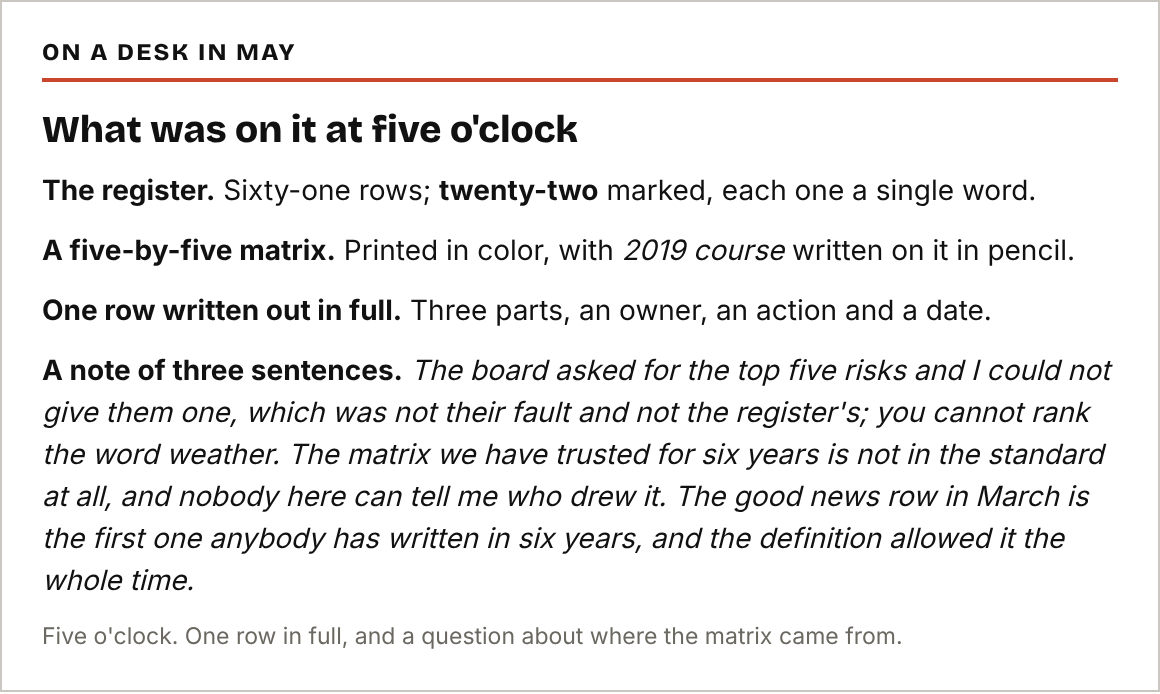 ON A DESK IN MAY
What was on it at five o'clock
The register. Sixty-one rows; twenty-two marked, each one a single word.
A five-by-five matrix. Printed in color, with 2019 course written on it in pencil.
One row written out in full. Three parts, an owner, an action and a date.
A note of three sentences. The board asked for the top five risks and I could not
give them one, which was not their fault and not the register's; you cannot rank
the word weather. The matrix we have trusted for six years is not in the standard
at all, and nobody here can tell me who drew it. The good news row in March is
the first one anybody has written in six years, and the definition allowed it the
whole time.
Five o'clock. One row in full, and a question about where the matrix came from.